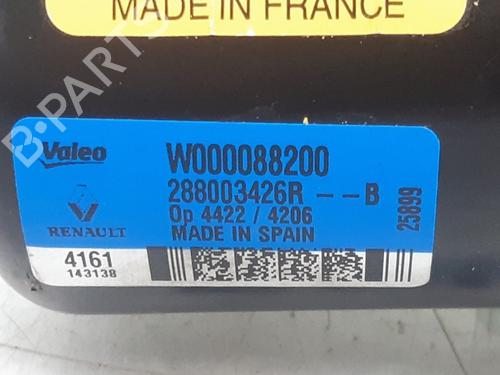 MADE IN FRANCE
B-PARTS
Valeo
W000088200
288003426R - - B
Op 4422 / 4206
MADE IN SPAIN
RENAULT
25899
4161
143138